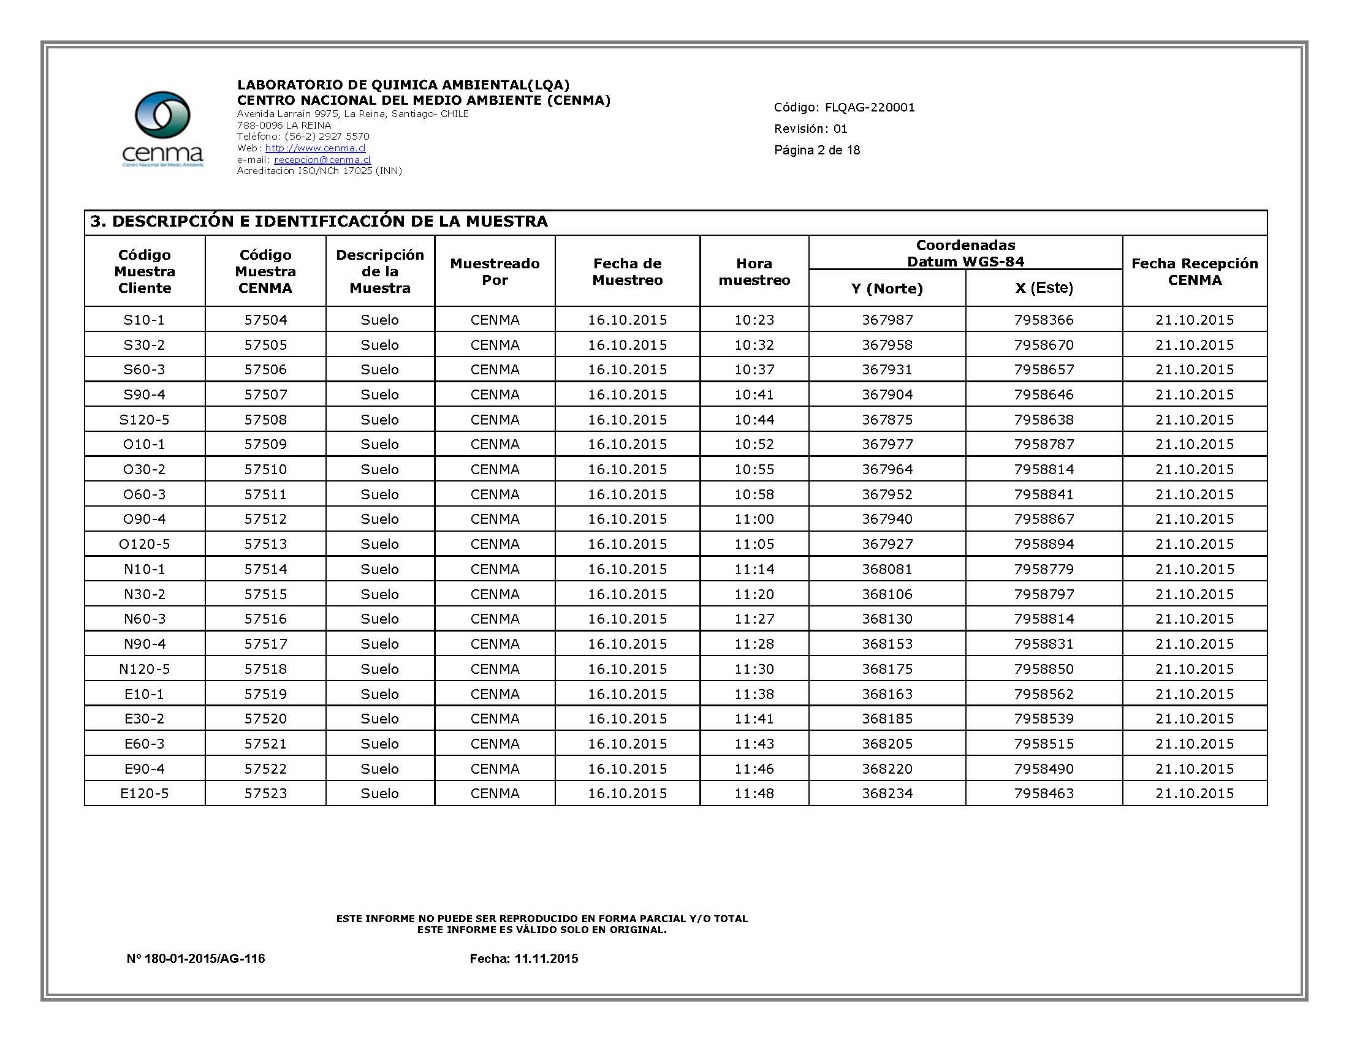 cenma
Centro Nacional del Medio Ambiente
LABORATORIO DE QUIMICA AMBIENTAL(LQA)
CENTRO NACIONAL DEL MEDIO AMBIENTE (CENMA)
Avenida Larraín 9975, La Reina, Santiago- CHILE
788-0096 LA REINA
Teléfono: (56-2) 2927 5570
Web: http://www.cenma.cl
e-mail: recepcion@cenma.cl
Acreditación ISO/NCh 17025 (INN)
Código: FLQAG-220001
Revisión: 01
Página 2 de 18
3. DESCRIPCIÓN E IDENTIFICACIÓN DE LA MUESTRA
Código Muestra Cliente Código Muestra CENMA Descripción de la Muestra Muestreado Por Fecha de Muestreo Hora muestreo Coordenadas Datum WGS-84 Fecha Recepción CENMA
Y (Norte) X (Este)
S10-1 57504 Suelo CENMA 16.10.2015 10:23 367987 7958366 21.10.2015
S30-2 57505 Suelo CENMA 16.10.2015 10:32 367958 7958670 21.10.2015
S60-3 57506 Suelo CENMA 16.10.2015 10:37 367931 7958657 21.10.2015
S90-4 57507 Suelo CENMA 16.10.2015 10:41 367904 7958646 21.10.2015
S120-5 57508 Suelo CENMA 16.10.2015 10:44 367875 7958638 21.10.2015
O10-1 57509 Suelo CENMA 16.10.2015 10:52 367977 7958787 21.10.2015
O30-2 57510 Suelo CENMA 16.10.2015 10:55 367964 7958814 21.10.2015
O60-3 57511 Suelo CENMA 16.10.2015 10:58 367952 7958841 21.10.2015
O90-4 57512 Suelo CENMA 16.10.2015 11:00 367940 7958867 21.10.2015
O120-5 57513 Suelo CENMA 16.10.2015 11:05 367927 7958894 21.10.2015
N10-1 57514 Suelo CENMA 16.10.2015 11:14 368081 7958779 21.10.2015
N30-2 57515 Suelo CENMA 16.10.2015 11:20 368106 7958797 21.10.2015
N60-3 57516 Suelo CENMA 16.10.2015 11:27 368130 7958814 21.10.2015
N90-4 57517 Suelo CENMA 16.10.2015 11:28 368153 7958831 21.10.2015
N120-5 57518 Suelo CENMA 16.10.2015 11:30 368175 7958850 21.10.2015
E10-1 57519 Suelo CENMA 16.10.2015 11:38 368163 7958562 21.10.2015
E30-2 57520 Suelo CENMA 16.10.2015 11:41 368185 7958539 21.10.2015
E60-3 57521 Suelo CENMA 16.10.2015 11:43 368205 7958515 21.10.2015
E90-4 57522 Suelo CENMA 16.10.2015 11:46 368220 7958490 21.10.2015
E120-5 57523 Suelo CENMA 16.10.2015 11:48 368234 7958463 21.10.2015
ESTE INFORME NO PUEDE SER REPRODUCIDO EN FORMA PARCIAL Y/O TOTAL
ESTE INFORME ES VÁLIDO SOLO EN ORIGINAL.
Nº 180-01-2015/AG-116 Fecha: 11.11.2015